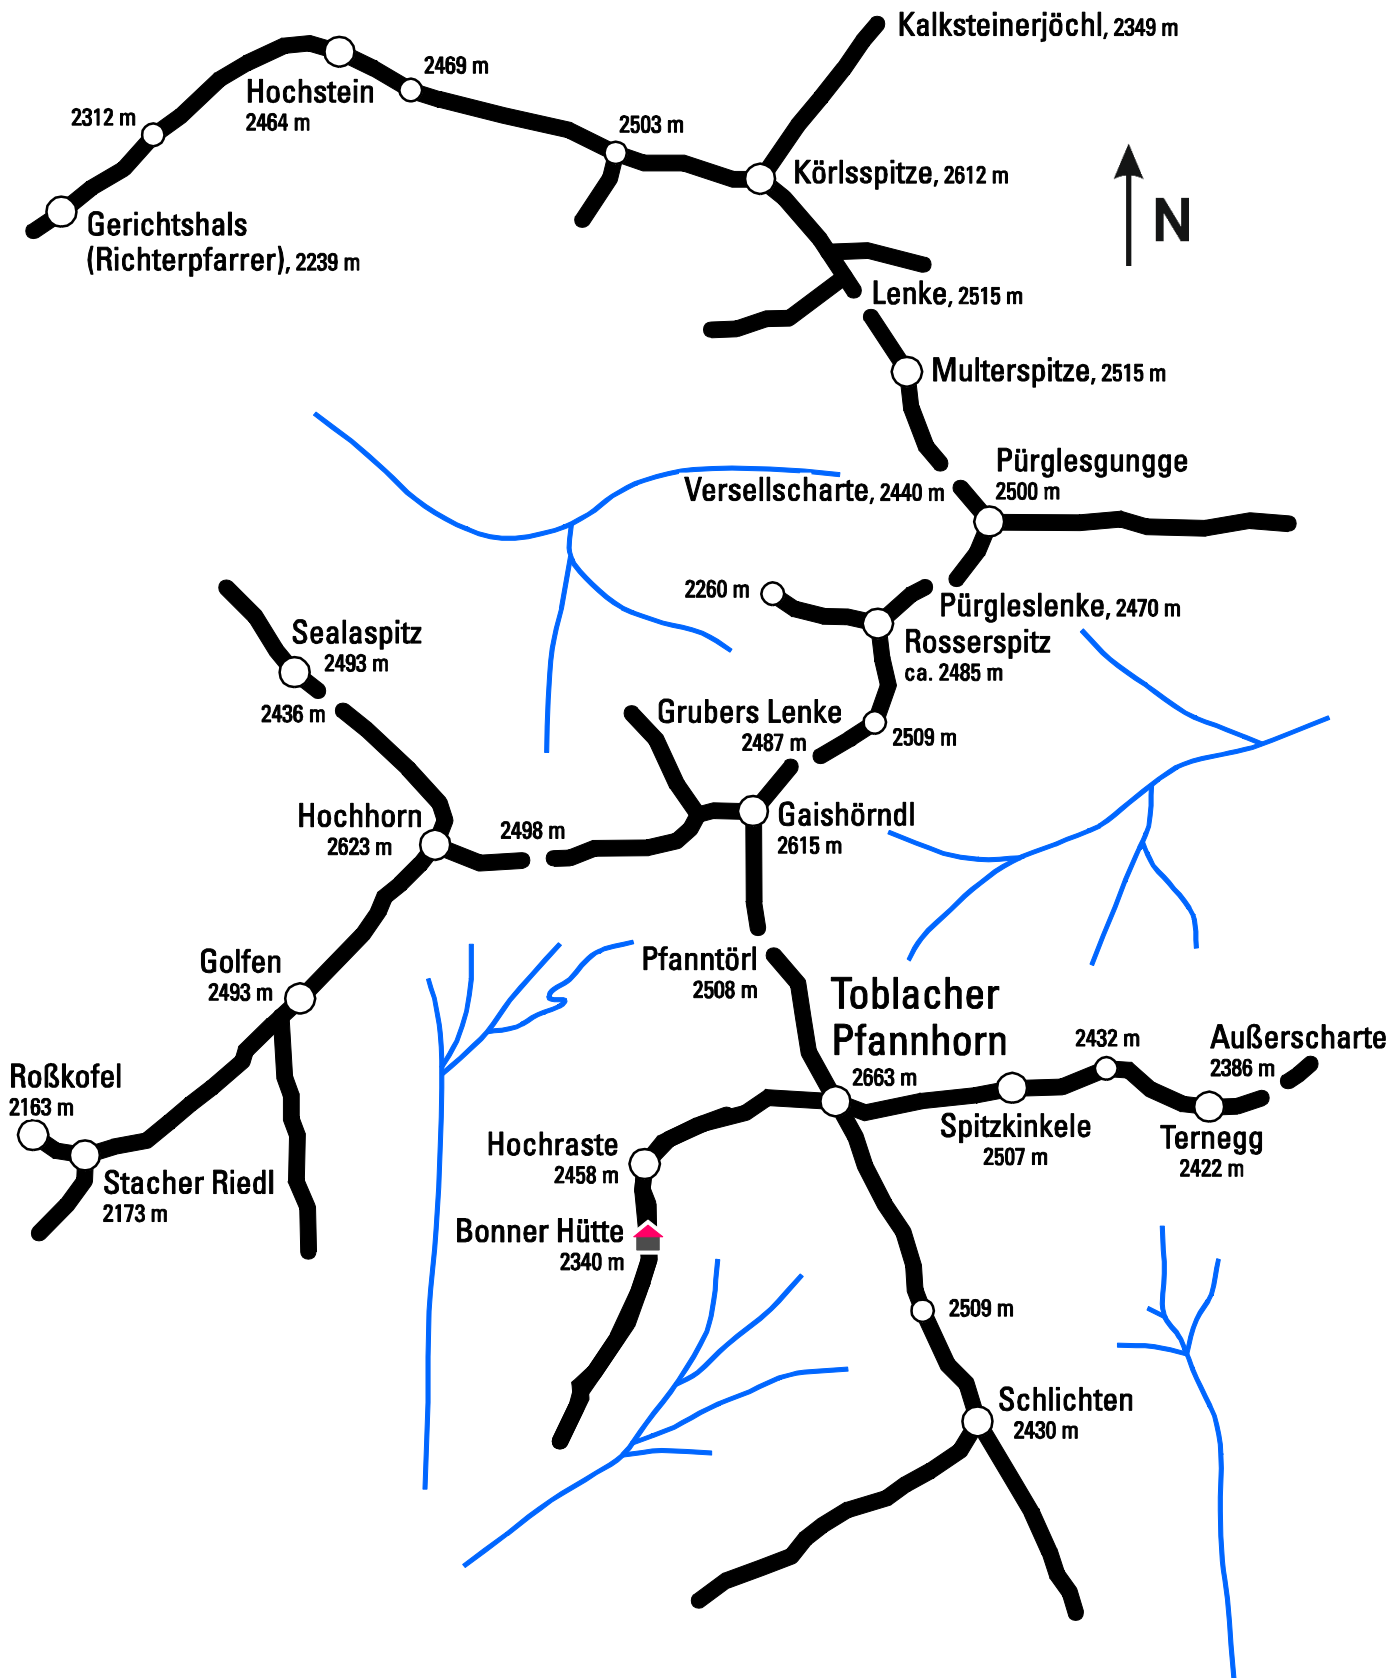 Kalksteinerjöchl, 2349 m
2469 m
Hochstein
2464 m
2312 m
2503 m
Körlsspitze, 2612 m
N
Gerichtshals
(Richterpfarrer), 2239 m
Lenke, 2515 m
Multerspitze, 2515 m
Pürglesgungge
2500 m
Versellscharte, 2440 m
2260 m
Pürgleslenke, 2470 m
Rosserspitz
ca. 2485 m
Sealaspitz
2493 m
2436 m
Grubers Lenke
2487 m
2509 m
Hochhorn
2623 m
2498 m
Gaishörndl
2615 m
Golfen
2493 m
Pfanntörl
2508 m
Toblacher
Pfannhorn
2663 m
2432 m
Außerscharte
2386 m
Roßkofel
2163 m
Spitzkinkele
2507 m
Ternegg
2422 m
Hochraste
2458 m
Stacher Riedl
2173 m
Bonner Hütte
2340 m
2509 m
Schlichten
2430 m